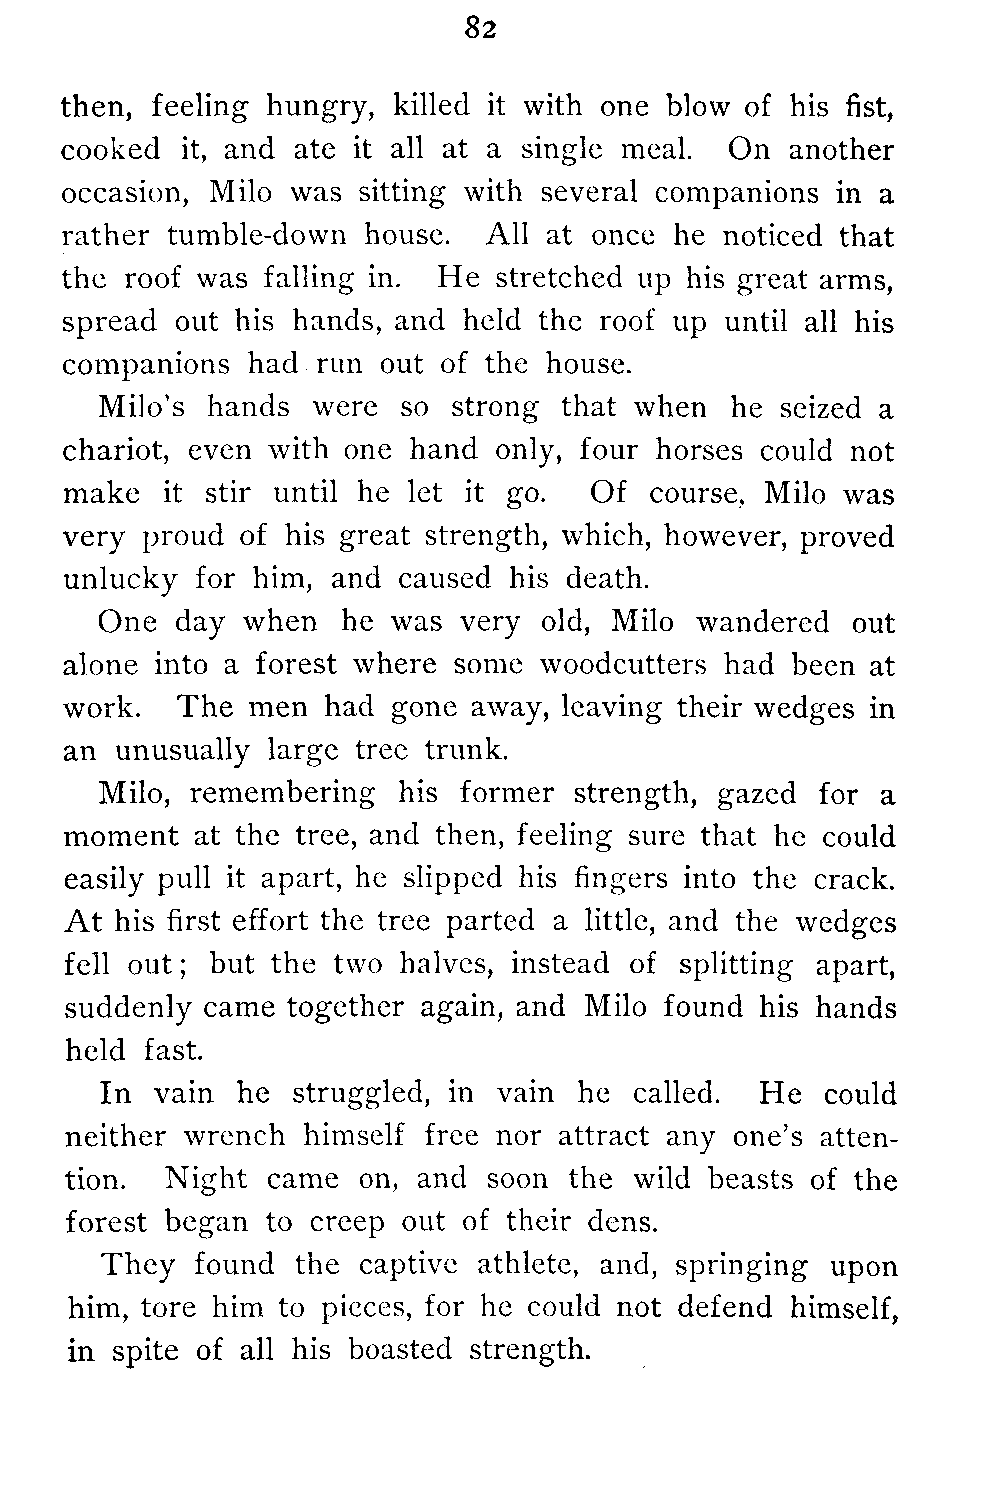 82
then, feeling hungry, killed it with one blow of his fist,
cooked it, and ate it all at a single meal. On another
occasion, Milo was sitting with several companions in a
rather tumble-down house. All at once he noticed that
the roof was falling in. He stretched up his great arms,
spread out his hands, and held the roof up until all his
companions had run out of the house.
Milo's hands were so strong that when he seized a
chariot, even with one hand only, four horses could not
make it stir until he let it go. Of course, Milo was
very proud of his great strength, which, however, proved
unlucky for him, and caused his death.
One day when he was very old, Milo wandered out
alone into a forest where some woodcutters had been at
work. The men had gone away, leaving their wedges in
an unusually large tree trunk.
Milo, remembering his former strength, gazed for a
moment at the tree, and then, feeling sure that he could
easily pull it apart, he slipped his fingers into the crack.
At his first effort the tree parted a little, and the wedges
fell out; but the two halves, instead of splitting apart,
suddenly came together again, and Milo found his hands
held fast.
In vain he struggled, in vain he called. He could
neither wrench himself free nor attract any one's atten-
tion. Night came on, and soon the wild beasts of the
forest began to creep out of their dens.
They found the captive athlete, and, springing upon
him, tore him to pieces, for he could not defend himself,
in spite of all his boasted strength.